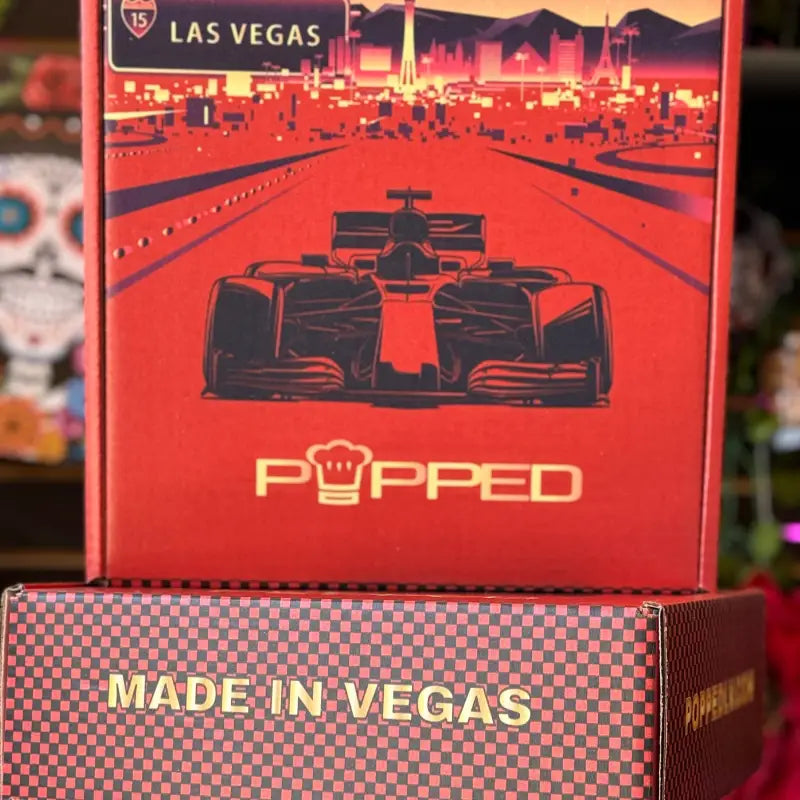 15
LAS VEGAS
POPPED
MADE IN VEGAS